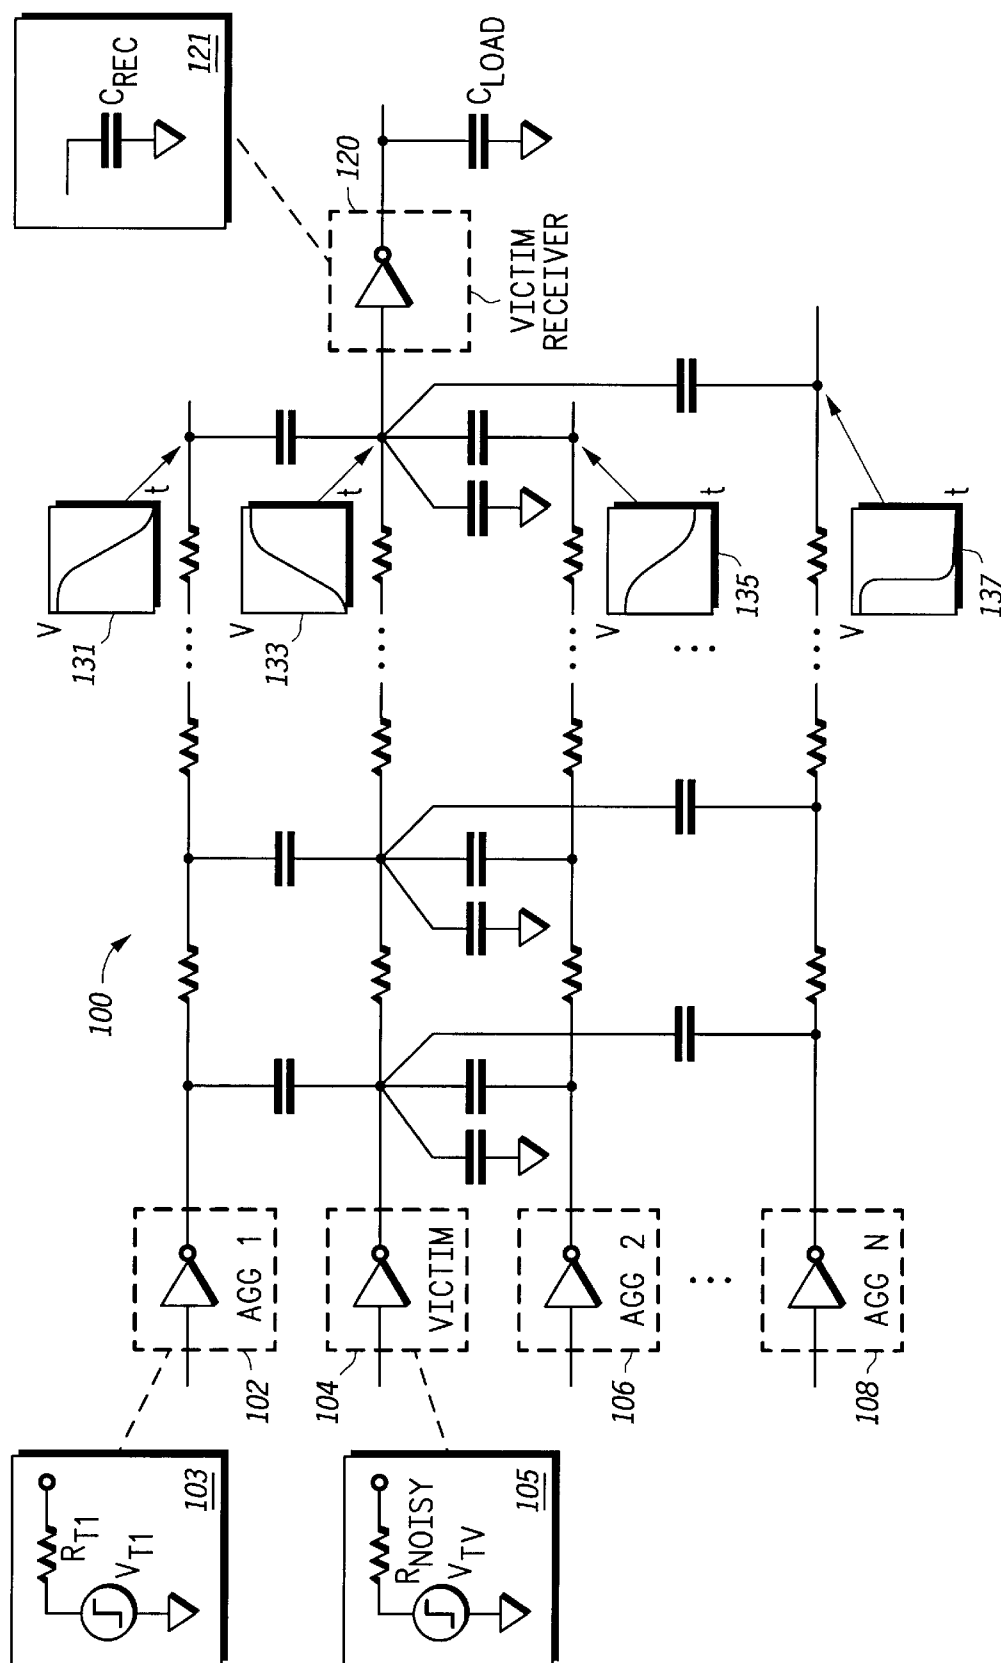 103
R_T1
V_T1
105
R_NOISY
V_TV
102
AGG 1
104
VICTIM
106
AGG 2
...
108
AGG N
100
131
V
t
133
V
t
135
V
t
137
V
t
...
...
...
...
...
VICTIM
RECEIVER
120
121
C_REC
C_LOAD